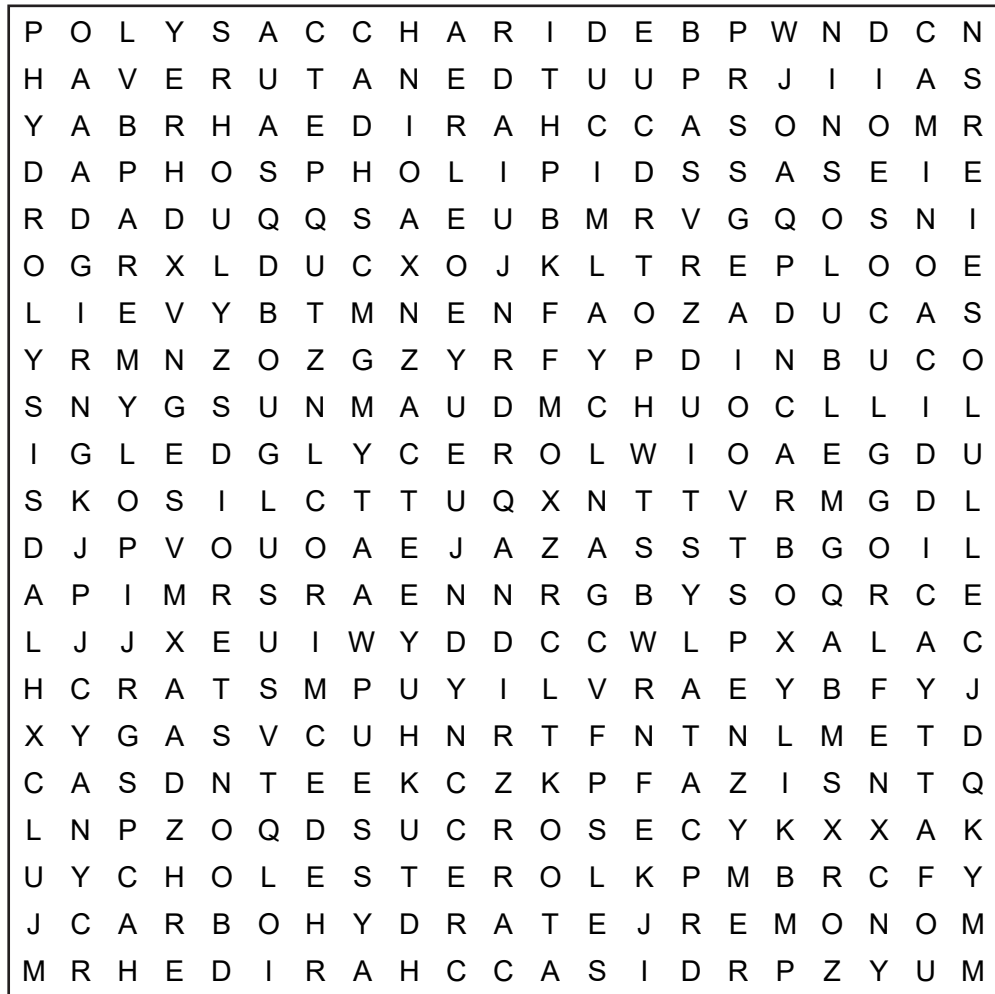 P O L Y S A C C H A R I D E B P W N D C N
H A V E R U T A N E D T U U P R J I I A S
Y A B R H A E D I R A H C C A S O N O M R
D A P H O S P H O L I P I D S S A S E I E
R D A D U Q Q S A E U B M R V G Q O S N I
O G R X L D U C X O J K L T R E P L O O E
L I E V Y B T M N E N F A O Z A D U C A S
Y R M N Z O Z G Z Y R F Y P D I N B U C O
S N Y G S U N M A U D M C H U O C L L I L
I G L E D G L Y C E R O L W I O A E G D U
S K O S I L C T T U Q X N T T V R M G D L
D J P V O U O A E J A Z A S S T B G O I L
A P I M R S R A E N N R G B Y S O Q R C E
L J J X E U I W Y D D C C W L P X A L A C
H C R A T S M P U Y I L V R A E Y B F Y J
X Y G A S V C U H N R T F N T N L M E T D
C A S D N T E E K C Z K P F A Z I S N T Q
L N P Z O Q D S U C R O S E C Y K X X A K
U Y C H O L E S T E R O L K P M B R C F Y
J C A R B O H Y D R A T E J R E M O N O M
M R H E D I R A H C C A S I D R P Z Y U M